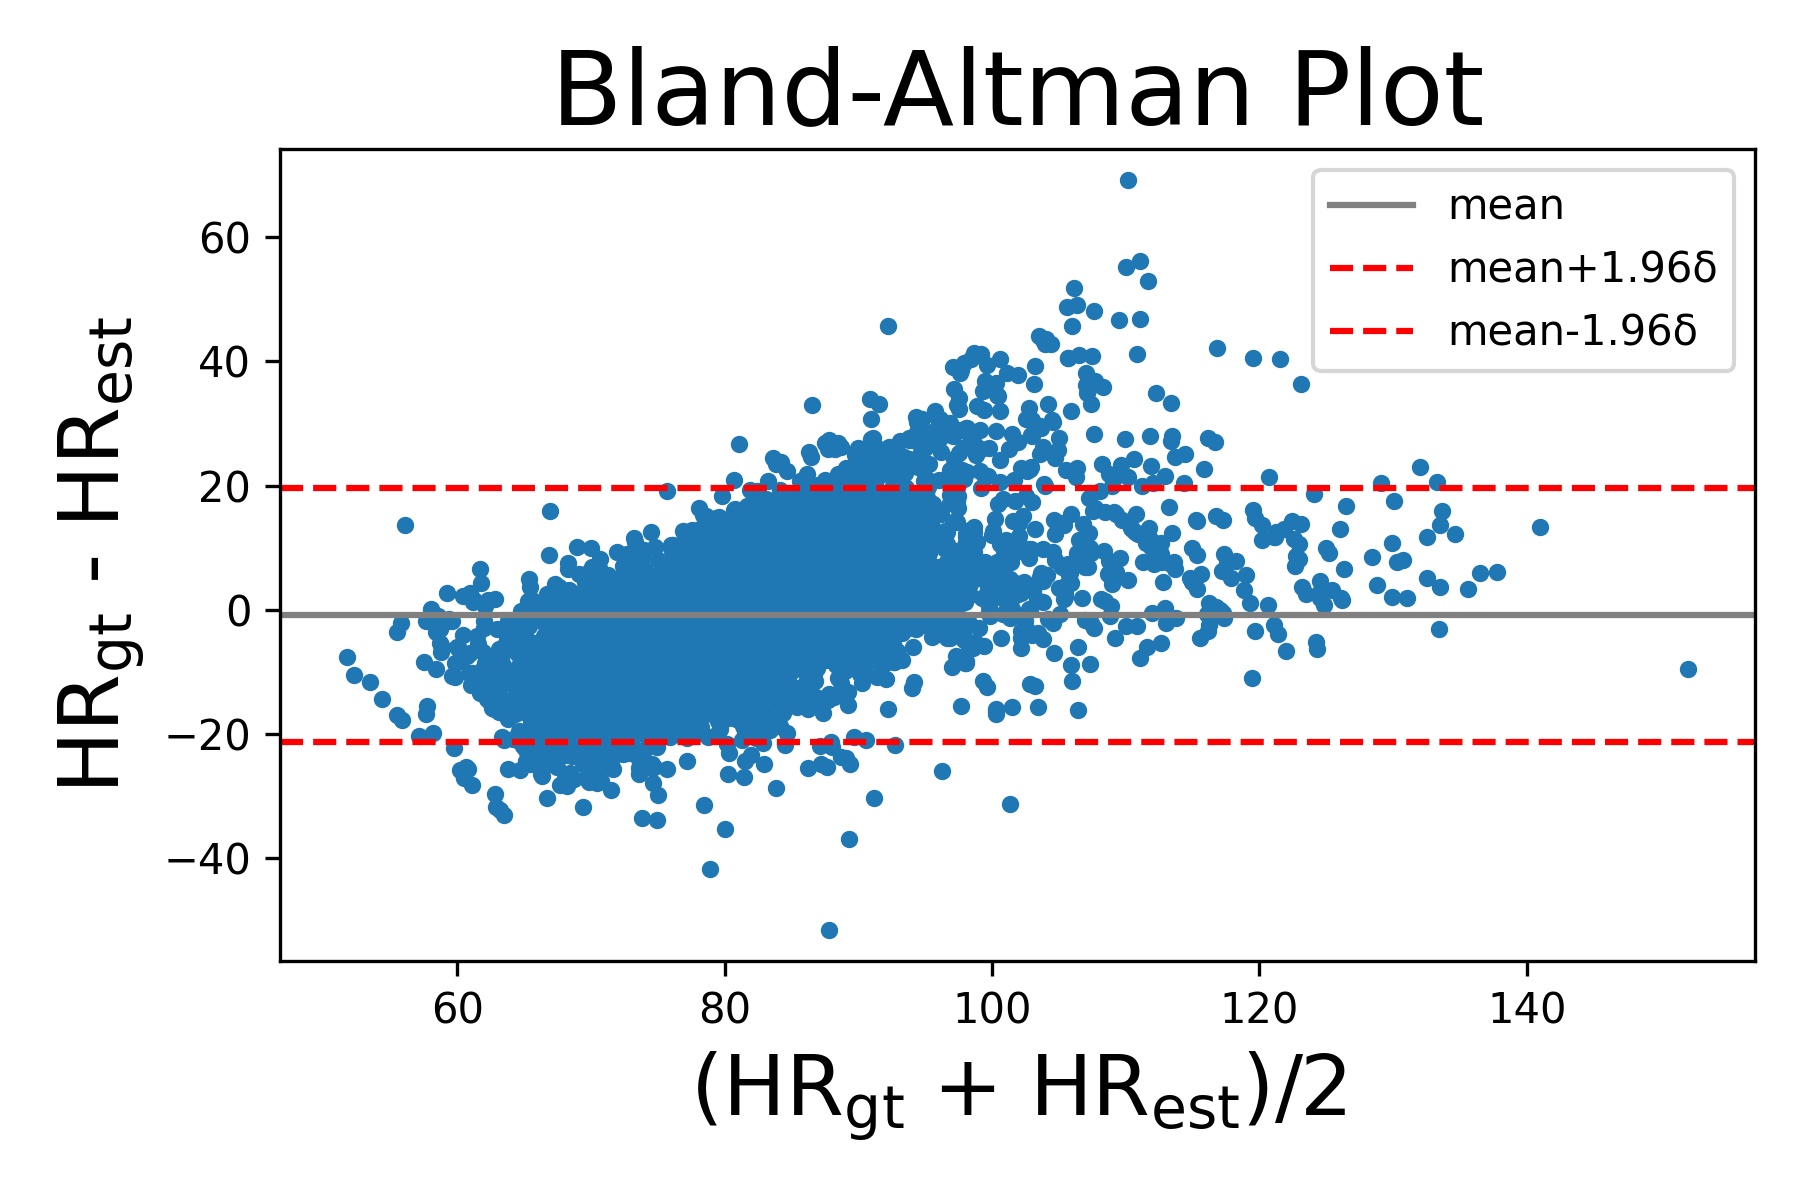 Bland-Altman Plot
mean
mean+1.96δ
mean-1.96δ
HRgt - HRest
60
40
20
0
−20
−40
60 80 100 120 140
(HRgt + HRest)/2